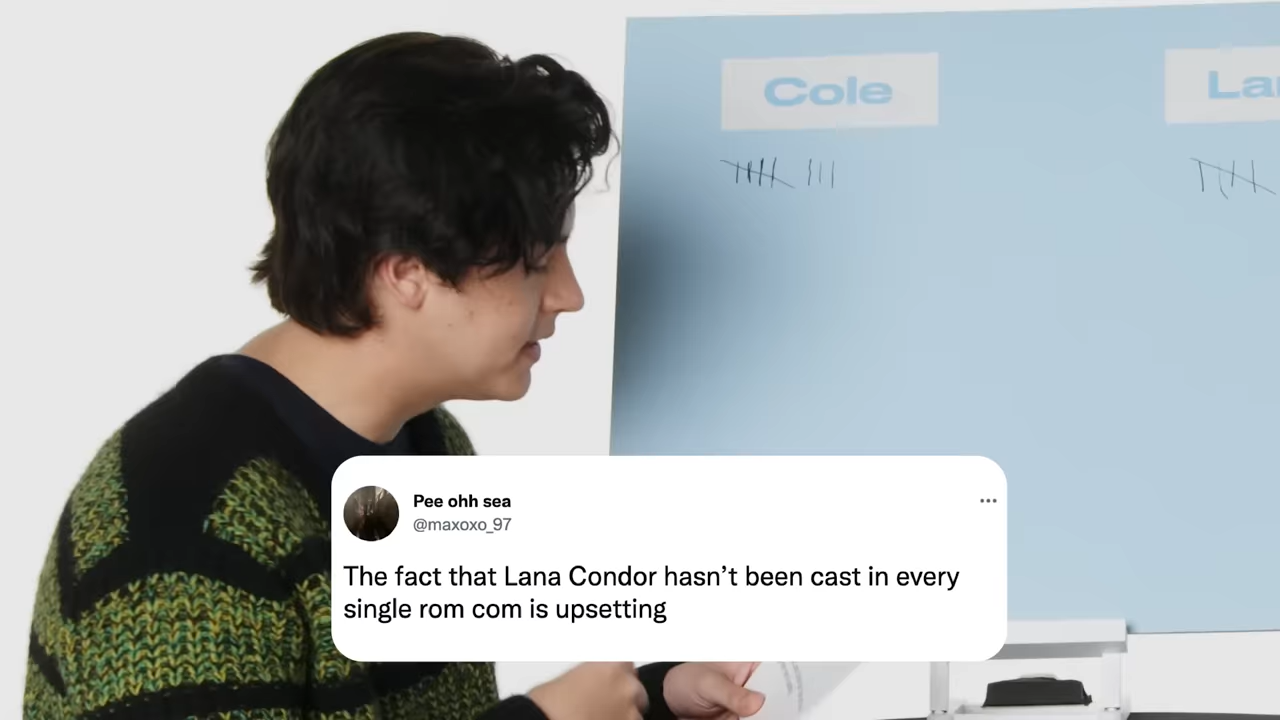 Cole
La
Pee ohh sea
@maxoxo_97
The fact that Lana Condor hasn’t been cast in every
single rom com is upsetting